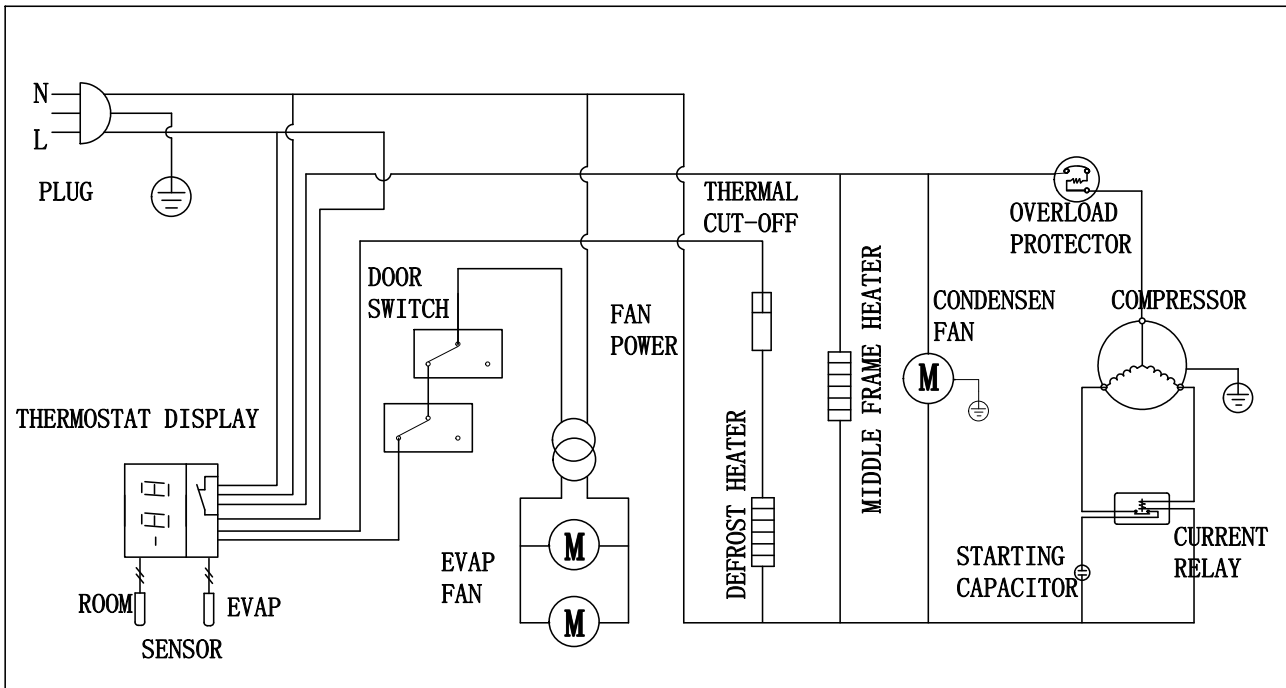 N
L
PLUG
THERMAL
CUT-OFF
OVERLOAD
PROTECTOR
DOOR
SWITCH
FAN
POWER
MIDDLE FRAME HEATER
CONDENSEN
FAN
COMPRESSOR
M
THERMOSTAT DISPLAY
DEFROST HEATER
EVAP
FAN
M
M
STARTING
CAPACITOR
CURRENT
RELAY
ROOM
EVAP
SENSOR